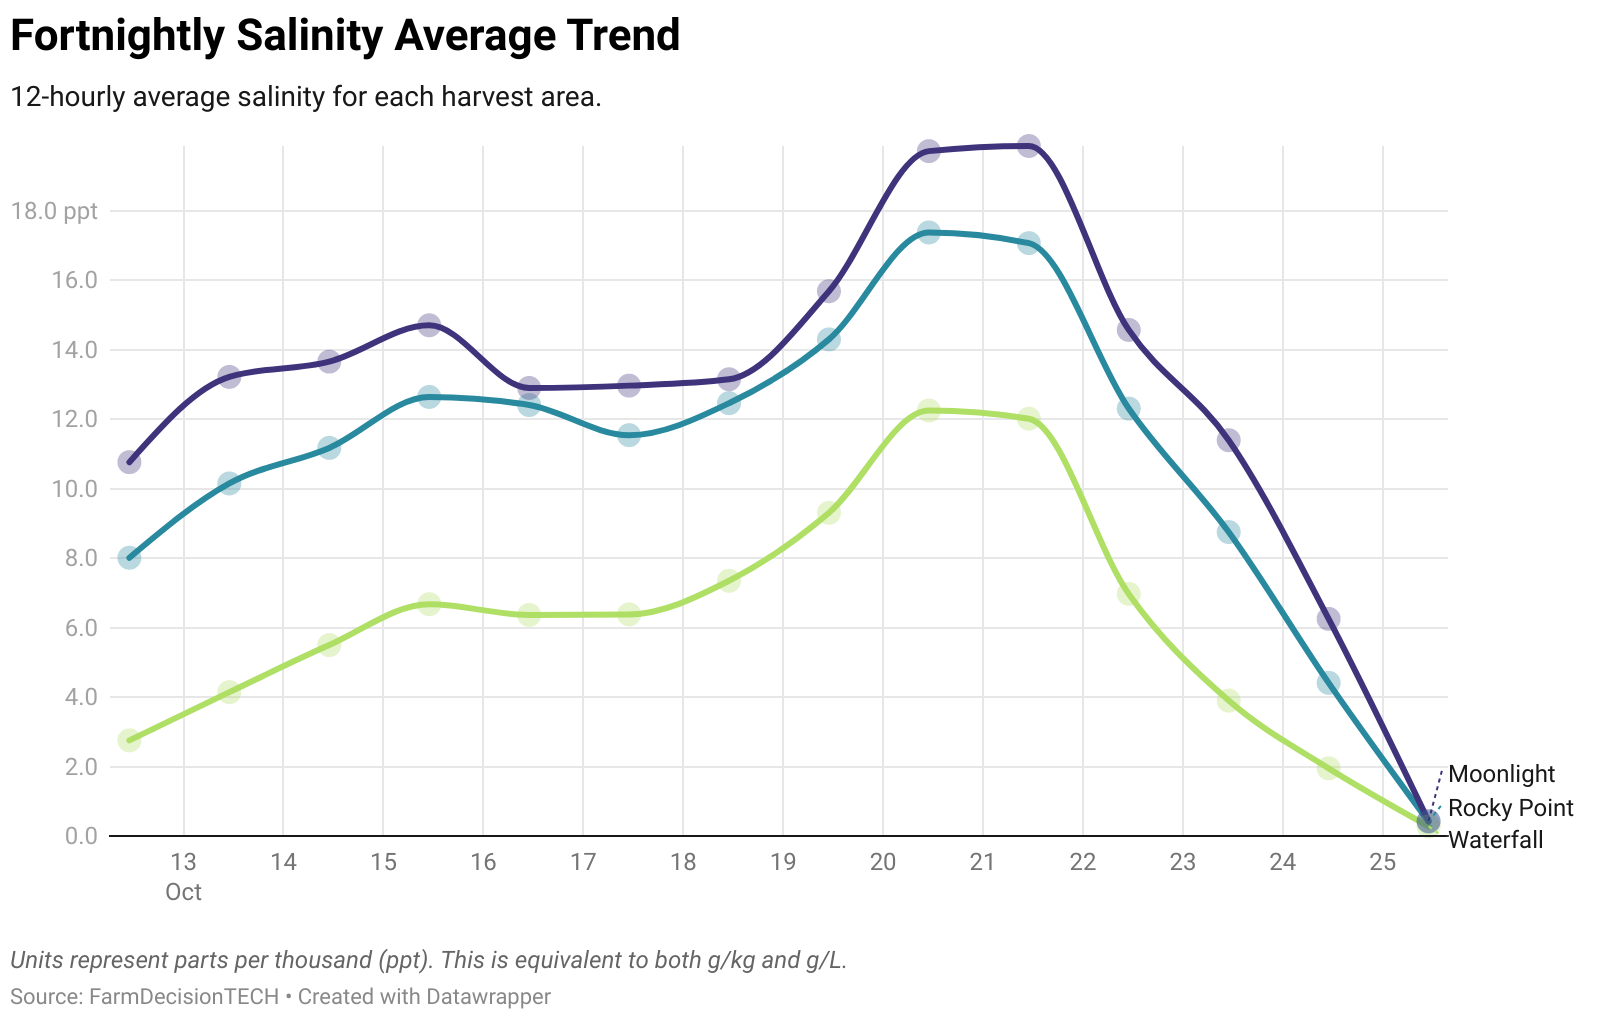 Fortnightly Salinity Average Trend
12-hourly average salinity for each harvest area.
18.0 ppt
16.0
14.0
12.0
10.0
8.0
6.0
4.0
2.0
0.0
Moonlight
Rocky Point
Waterfall
13 14 15 16 17 18 19 20 21 22 23 24 25
Oct
Units represent parts per thousand (ppt). This is equivalent to both g/kg and g/L.
Source: FarmDecisionTECH • Created with Datawrapper